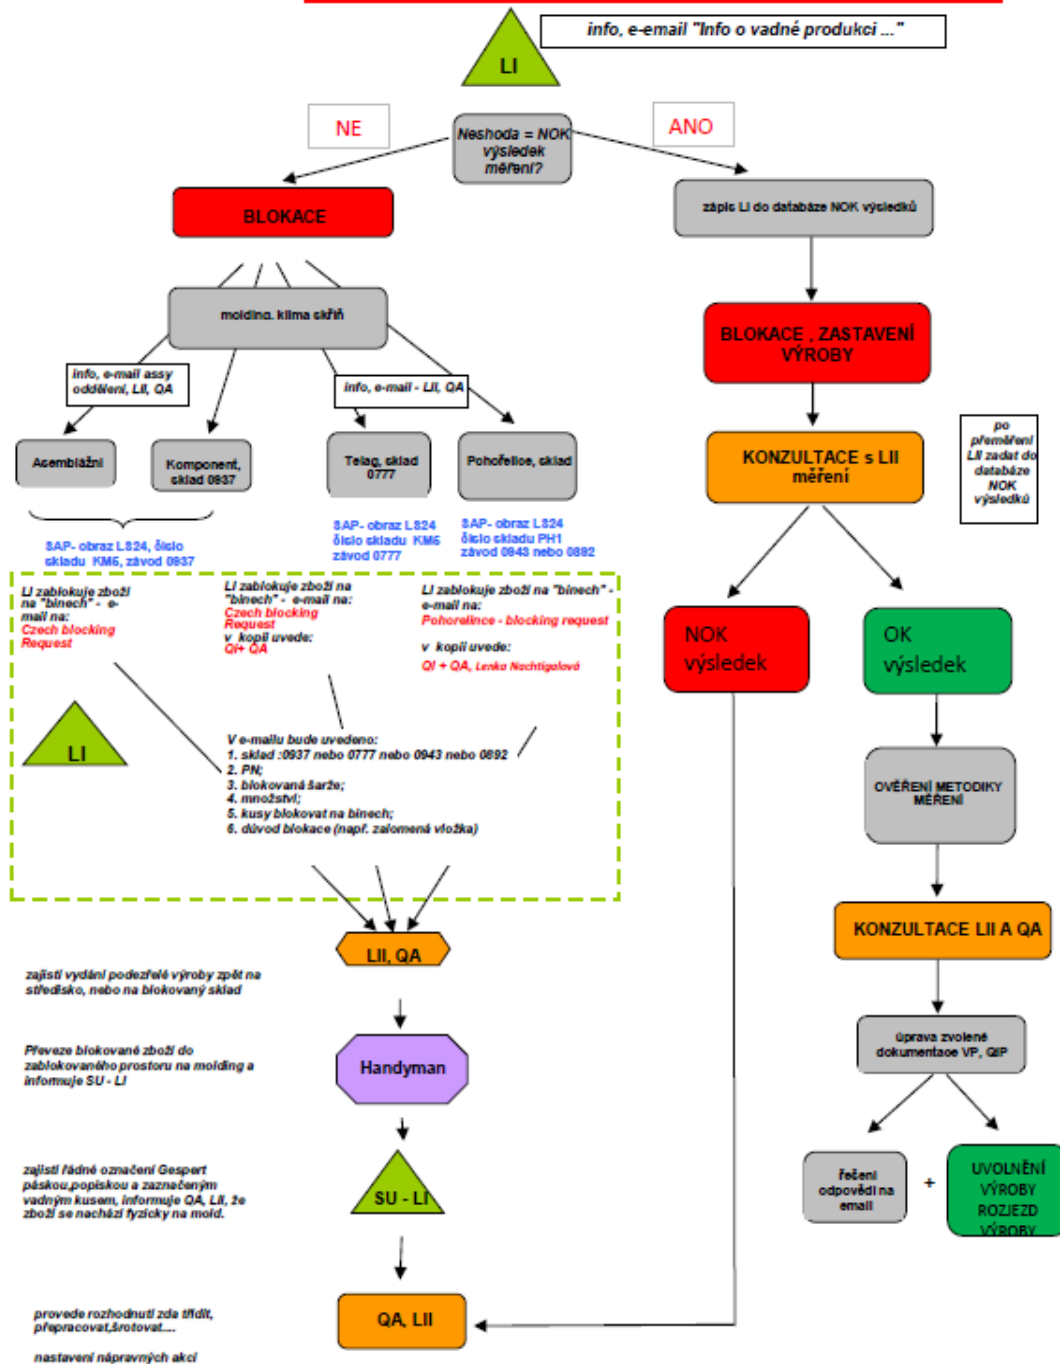 info, e-email "Info o vadné produkci ..."
LI
NE
ANO
Neshoda = NOK
výsledek
měření?
BLOKACE
zápis LI do databáze NOK výsledků
molding, klima skříň
BLOKACE , ZASTAVENÍ
VÝROBY
info, e-mail assy
oddělení, LII, QA
info, e-mail - LII, QA
Asemblážní
Komponent,
sklad 0937
Telag, sklad
0777
Pohořelice, sklad
KONZULTACE s LII
měření
po
přeměření
LII zadat do
databáze
NOK
výsledků
SAP- obraz LS24, číslo
skladu KM5, závod 0937
SAP- obraz LS24
číslo skladu KM5
závod 0777
SAP- obraz LS24
číslo skladu PH1
závod 0943 nebo 0892
LI zablokuje zboží
na "binech" - e-
mail na:
Czech blocking
Request
LI zablokuje zboží na
"binech" - e-mail na:
Czech blocking
Request
v kopii uvede:
QI+ QA
LI zablokuje zboží na "binech" -
e-mail na:
Pohorelince - blocking request
v kopii uvede:
QI + QA, Lenka Nachtigalová
NOK
výsledek
OK
výsledek
LI
V e-mailu bude uvedeno:
1. sklad :0937 nebo 0777 nebo 0943 nebo 0892
2. PN;
3. blokovaná šarže;
4. množství;
5. kusy blokovat na binech;
6. důvod blokace (např. zalomená vložka)
OVĚŘENÍ METODIKY
MĚŘENÍ
KONZULTACE LII A QA
LII, QA
zajistí vydání podezřelé výroby zpět na
středisko, nebo na blokovaný sklad
úprava zvolené
dokumentace VP, QIP
Převeze blokované zboží do
zablokovaného prostoru na molding a
informuje SU - LI
Handyman
zajistí řádné označení Gespert
páskou,popiskou a zaznačeným
vadným kusem, informuje QA, LII, že
zboží se nachází fyzicky na mold.
SU - LI
řešení
odpovědí na
email
+
UVOLNĚNÍ
VÝROBY
ROZJEZD
VÝROBY
provede rozhodnutí zda třídit,
přepracovat,šrotovat....
nastavení nápravných akcí
QA, LII